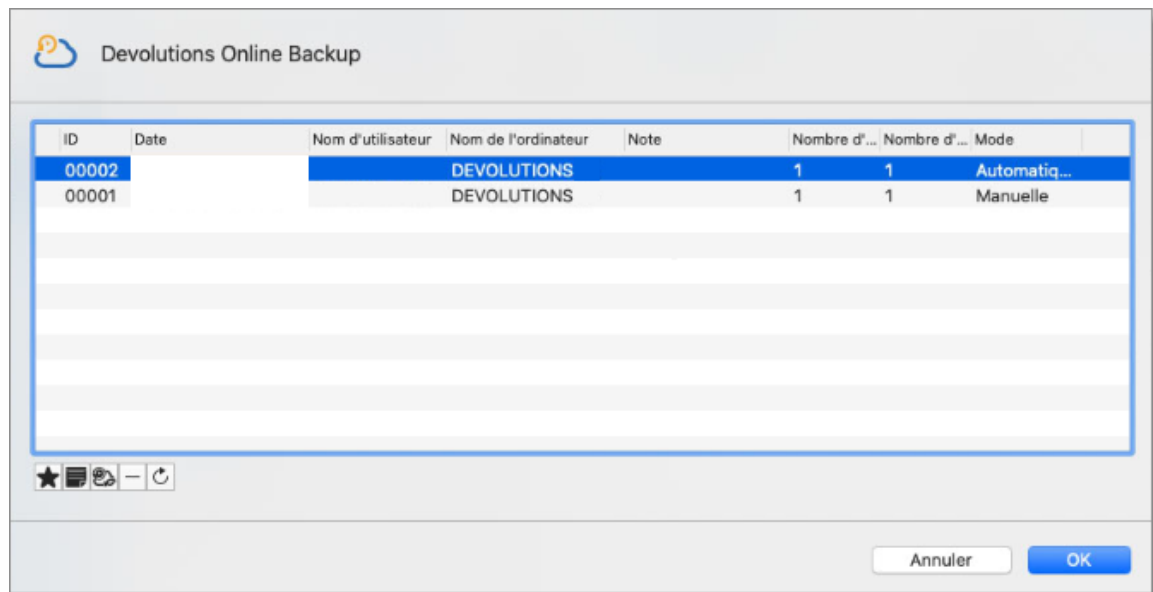 Devolutions Online Backup
ID Date Nom d'utilisateur Nom de l'ordinateur Note Nombre d'... Nombre d'... Mode
00002 DEVOLUTIONS 1 1 Automatiq...
00001 DEVOLUTIONS 1 1 Manuelle
Annuler OK